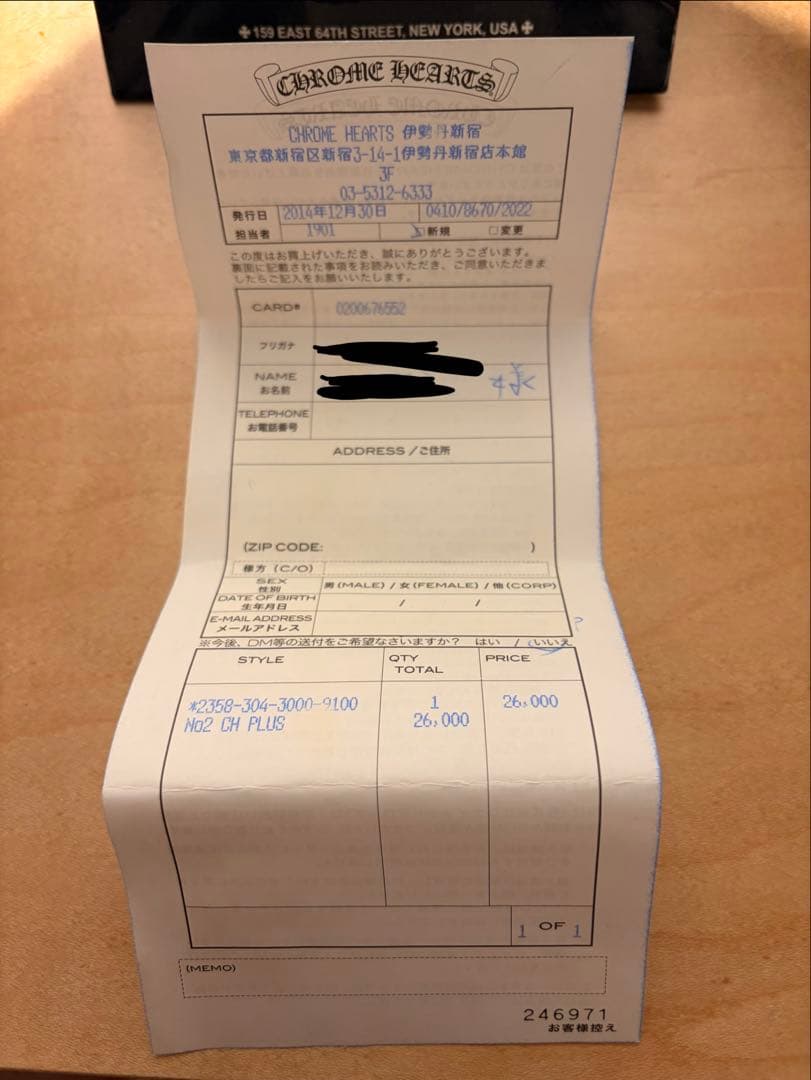 ✠159 EAST 64TH STREET, NEW YORK, USA✠
CHROME HEARTS
CHROME HEARTS 伊勢丹新宿
東京都新宿区新宿3-14-1伊勢丹新宿店本館
3F
03-5312-6333
発行日 2014年12月30日 0410/8670/2022
担当者 1901 □新規 □変更
この度はお買上げいただき、誠にありがとうございます。
裏面に記載された事項をお読みいただき、ご同意いただきま
したらご記入をお願いいたします。
CARD# 0200676552
フリガナ
NAME
お名前 様
TELEPHONE
お電話番号
ADDRESS/ご住所
(ZIP CODE: )
様方 (C/O)
SEX
性別 男(MALE) / 女(FEMALE) / 他(CORP)
DATE OF BIRTH
生年月日 / /
E-MAIL ADDRESS
メールアドレス
※今後、DM等の送付をご希望なさいますか? はい / いいえ
STYLE QTY TOTAL PRICE
*2358-304-3000-9100 1 26,000
No2 CH PLUS 26,000
1 OF 1
(MEMO)
246971
お客様控え